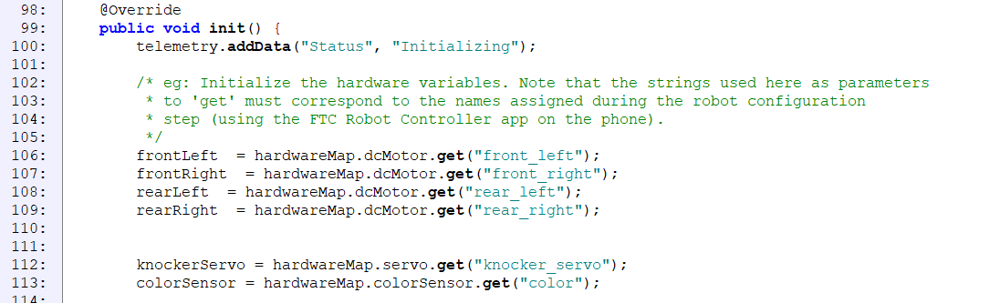 98:      @Override
99:      public void init() {
100:         telemetry.addData("Status", "Initializing");
101:
102:         /* eg: Initialize the hardware variables. Note that the strings used here as parameters
103:          * to 'get' must correspond to the names assigned during the robot configuration
104:          * step (using the FTC Robot Controller app on the phone).
105:          */
106:         frontLeft  = hardwareMap.dcMotor.get("front_left");
107:         frontRight  = hardwareMap.dcMotor.get("front_right");
108:         rearLeft  = hardwareMap.dcMotor.get("rear_left");
109:         rearRight  = hardwareMap.dcMotor.get("rear_right");
110:
111:
112:         knockerServo = hardwareMap.servo.get("knocker_servo");
113:         colorSensor = hardwareMap.colorSensor.get("color");
114: